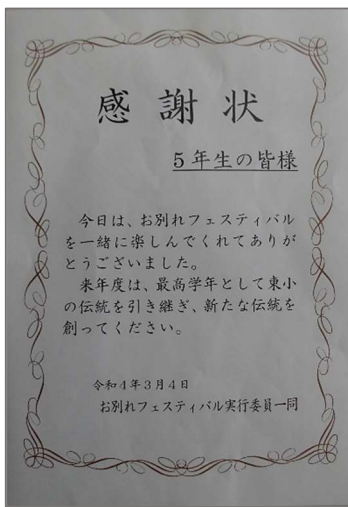 感謝状
5年生の皆様
今日は、お別れフェスティバル
を一緒に楽しんでくれてありが
とうございました。
来年度は、最高学年として東小
の伝統を引き継ぎ、新たな伝統を
創ってください。
令和4年3月4日
お別れフェスティバル実行委員一同